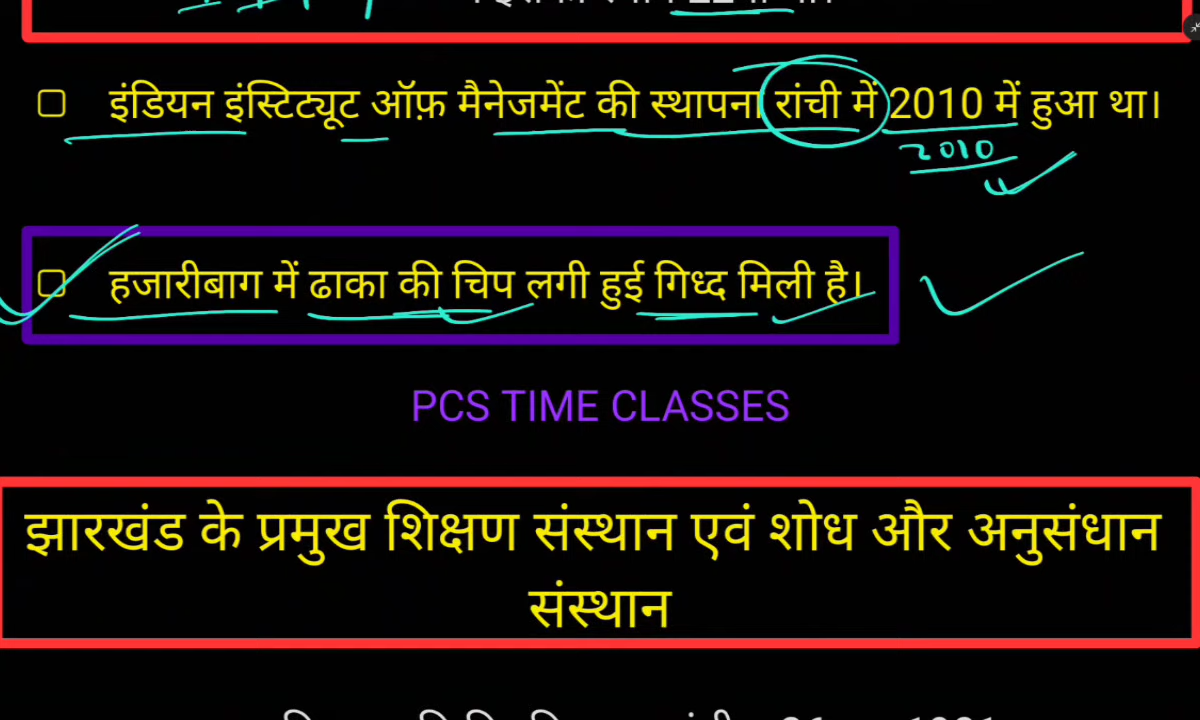 इंडियन इंस्टिट्यूट ऑफ़ मैनेजमेंट की स्थापना रांची में 2010 में हुआ था।
2010
हजारीबाग में ढाका की चिप लगी हुई गिध्द मिली है।
PCS TIME CLASSES
झारखंड के प्रमुख शिक्षण संस्थान एवं शोध और अनुसंधान
संस्थान